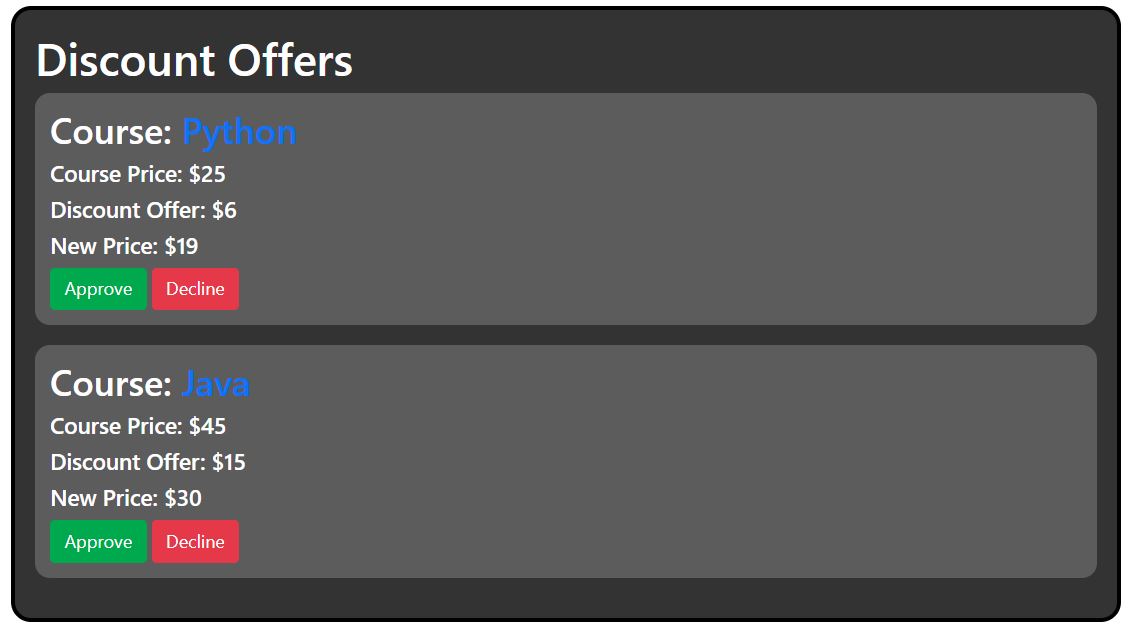 Discount Offers
Course: Python
Course Price: $25
Discount Offer: $6
New Price: $19
Approve Decline
Course: Java
Course Price: $45
Discount Offer: $15
New Price: $30
Approve Decline